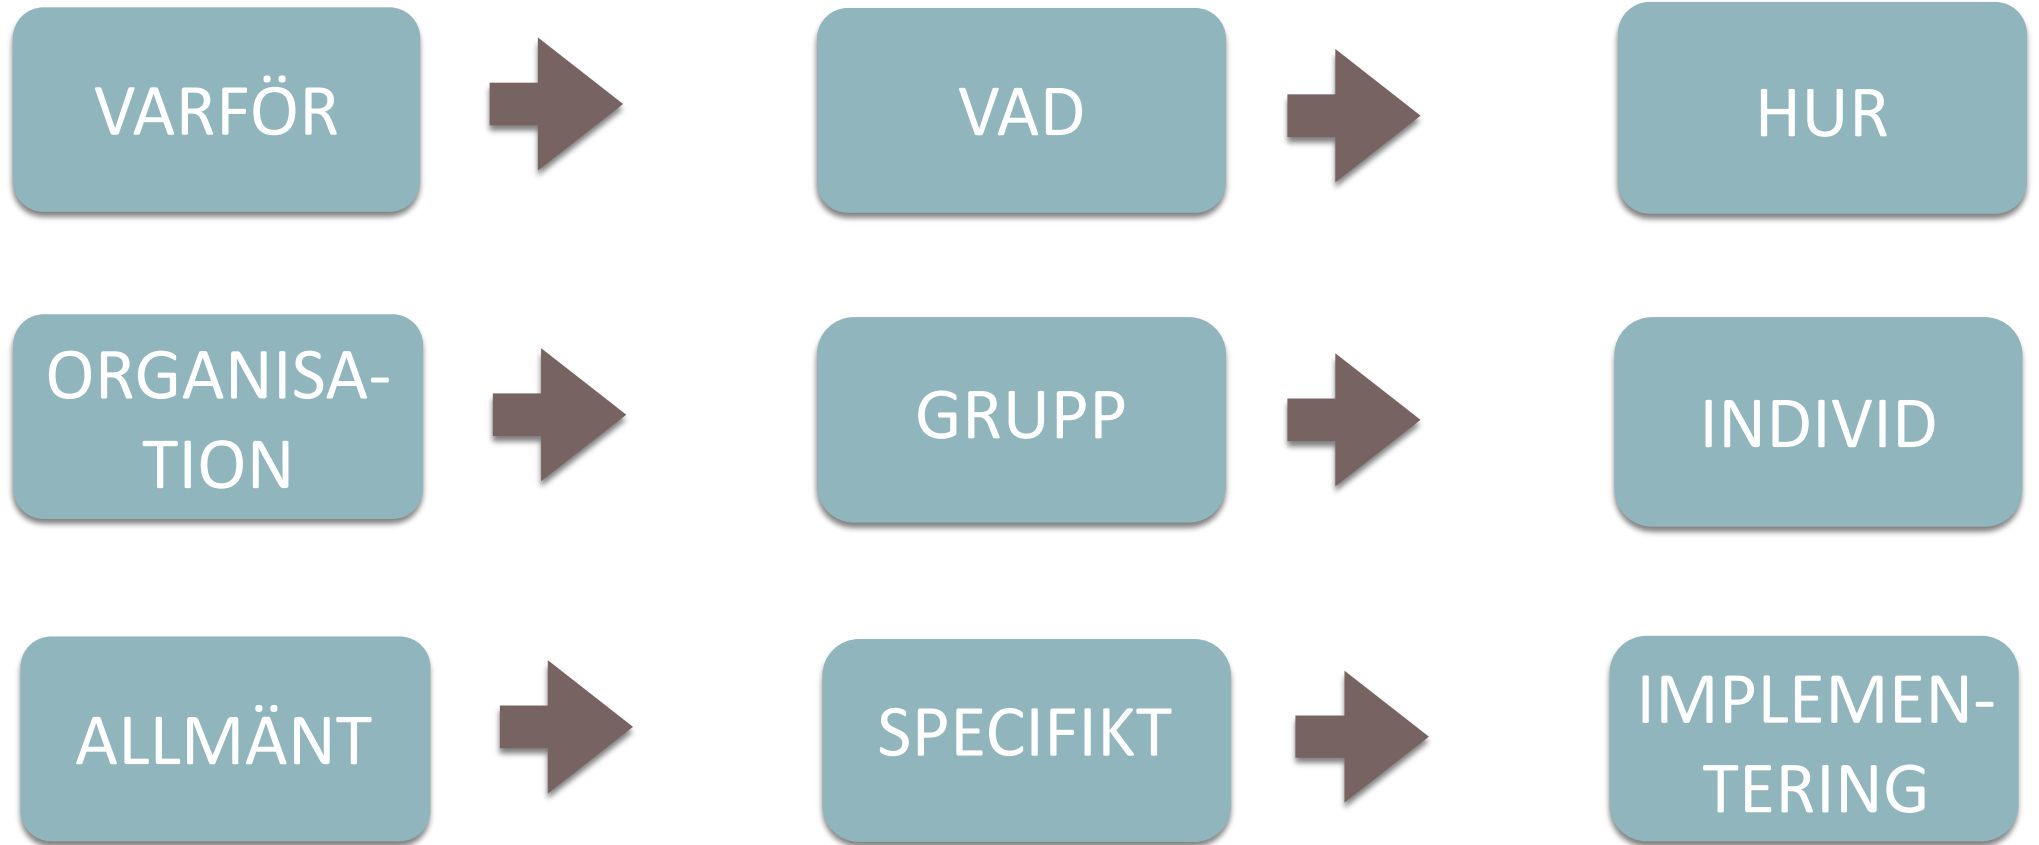 VARFÖR
VAD
HUR
ORGANISA-
TION
GRUPP
INDIVID
ALLMÄNT
SPECIFIKT
IMPLEMEN-
TERING